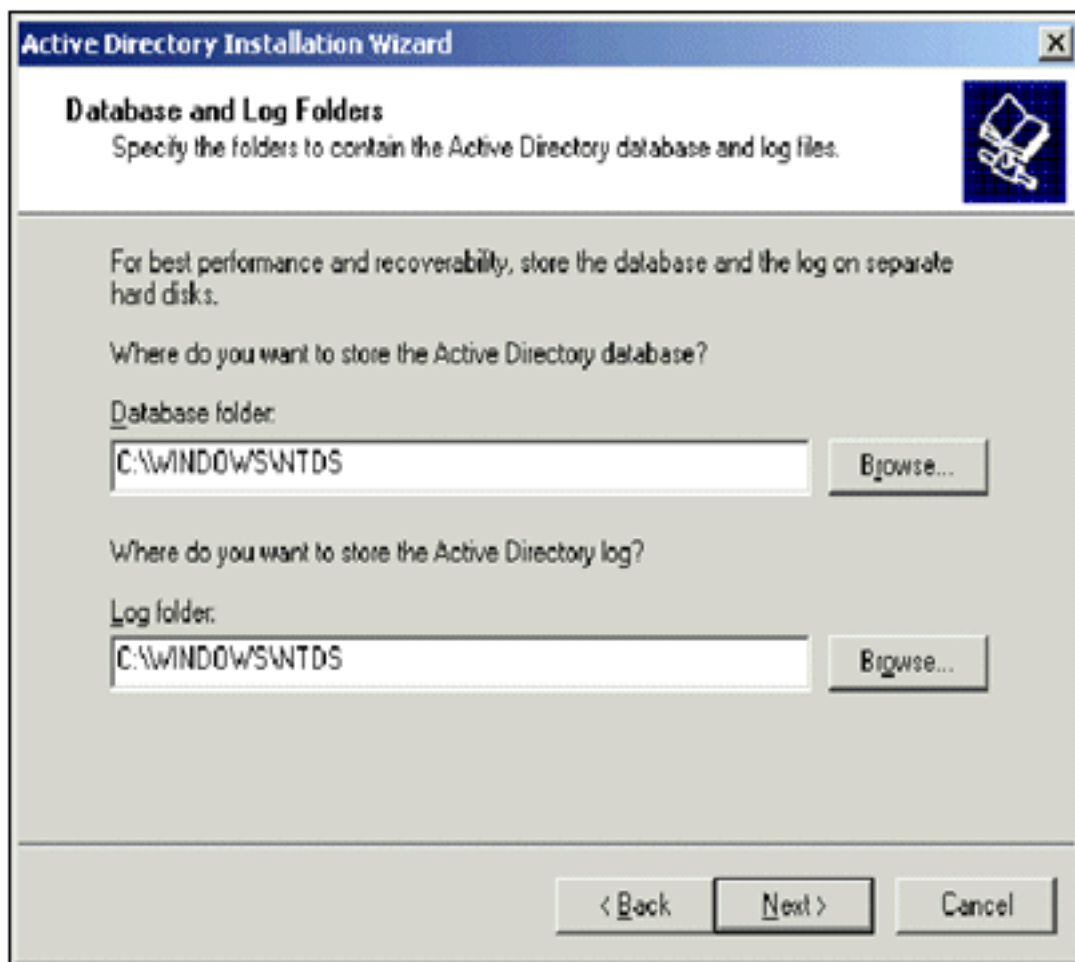 Active Directory Installation Wizard
Database and Log Folders
Specify the folders to contain the Active Directory database and log files.
For best performance and recoverability, store the database and the log on separate
hard disks.
Where do you want to store the Active Directory database?
Database folder:
C:\WINDOWS\NTDS
Browse...
Where do you want to store the Active Directory log?
Log folder:
C:\WINDOWS\NTDS
Browse...
< Back
Next >
Cancel